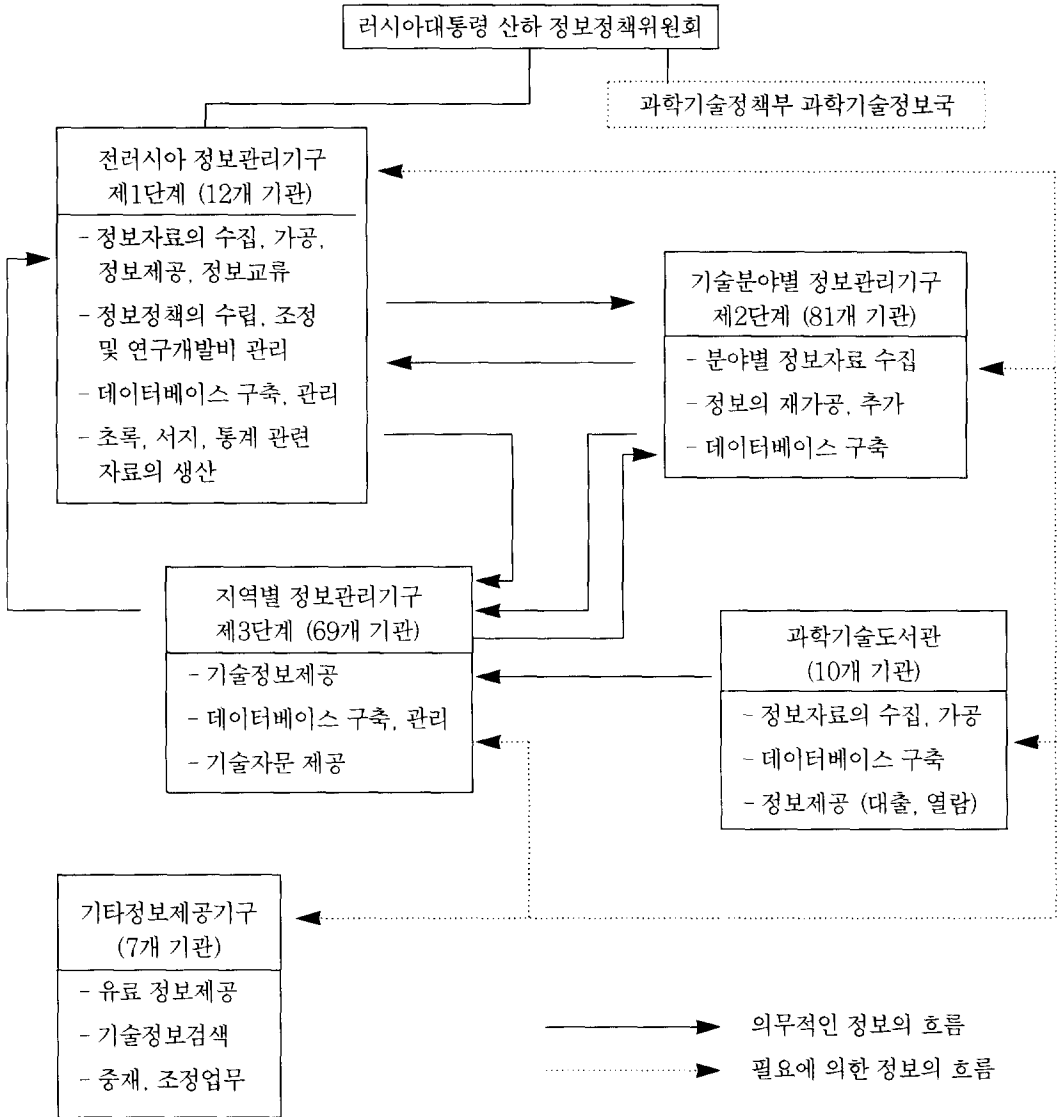 러시아대통령 산하 정보정책위원회
과학기술정책부 과학기술정보국
전러시아 정보관리기구
제1단계 (12개 기관)
- 정보자료의 수집, 가공,
정보제공, 정보교류
- 정보정책의 수립, 조정
및 연구개발비 관리
- 데이터베이스 구축, 관리
- 초록, 서지, 통계 관련
자료의 생산
기술분야별 정보관리기구
제2단계 (81개 기관)
- 분야별 정보자료 수집
- 정보의 재가공, 추가
- 데이터베이스 구축
지역별 정보관리기구
제3단계 (69개 기관)
- 기술정보제공
- 데이터베이스 구축, 관리
- 기술자문 제공
과학기술도서관
(10개 기관)
- 정보자료의 수집, 가공
- 데이터베이스 구축
- 정보제공 (대출, 열람)
기타정보제공기구
(7개 기관)
- 유료 정보제공
- 기술정보검색
- 중재, 조정업무
의무적인 정보의 흐름
필요에 의한 정보의 흐름